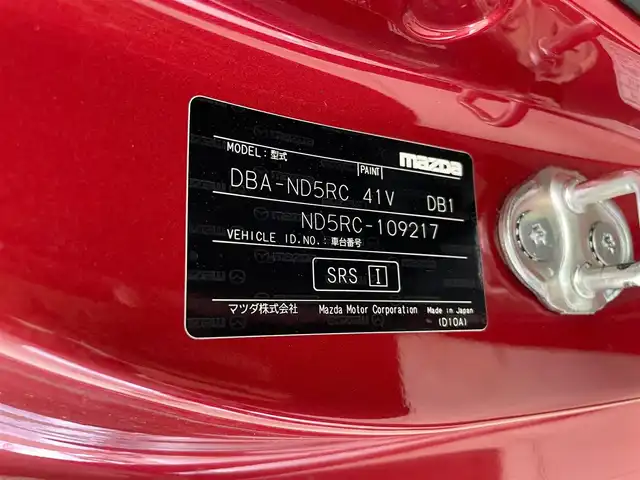 mazda
MODEL:型式 PAINT
DBA-ND5RC 41V DB1
ND5RC-109217
VEHICLE ID.NO.:車台番号
SRS I
マツダ株式会社 Mazda Motor Corporation Made in Japan
(D10A)